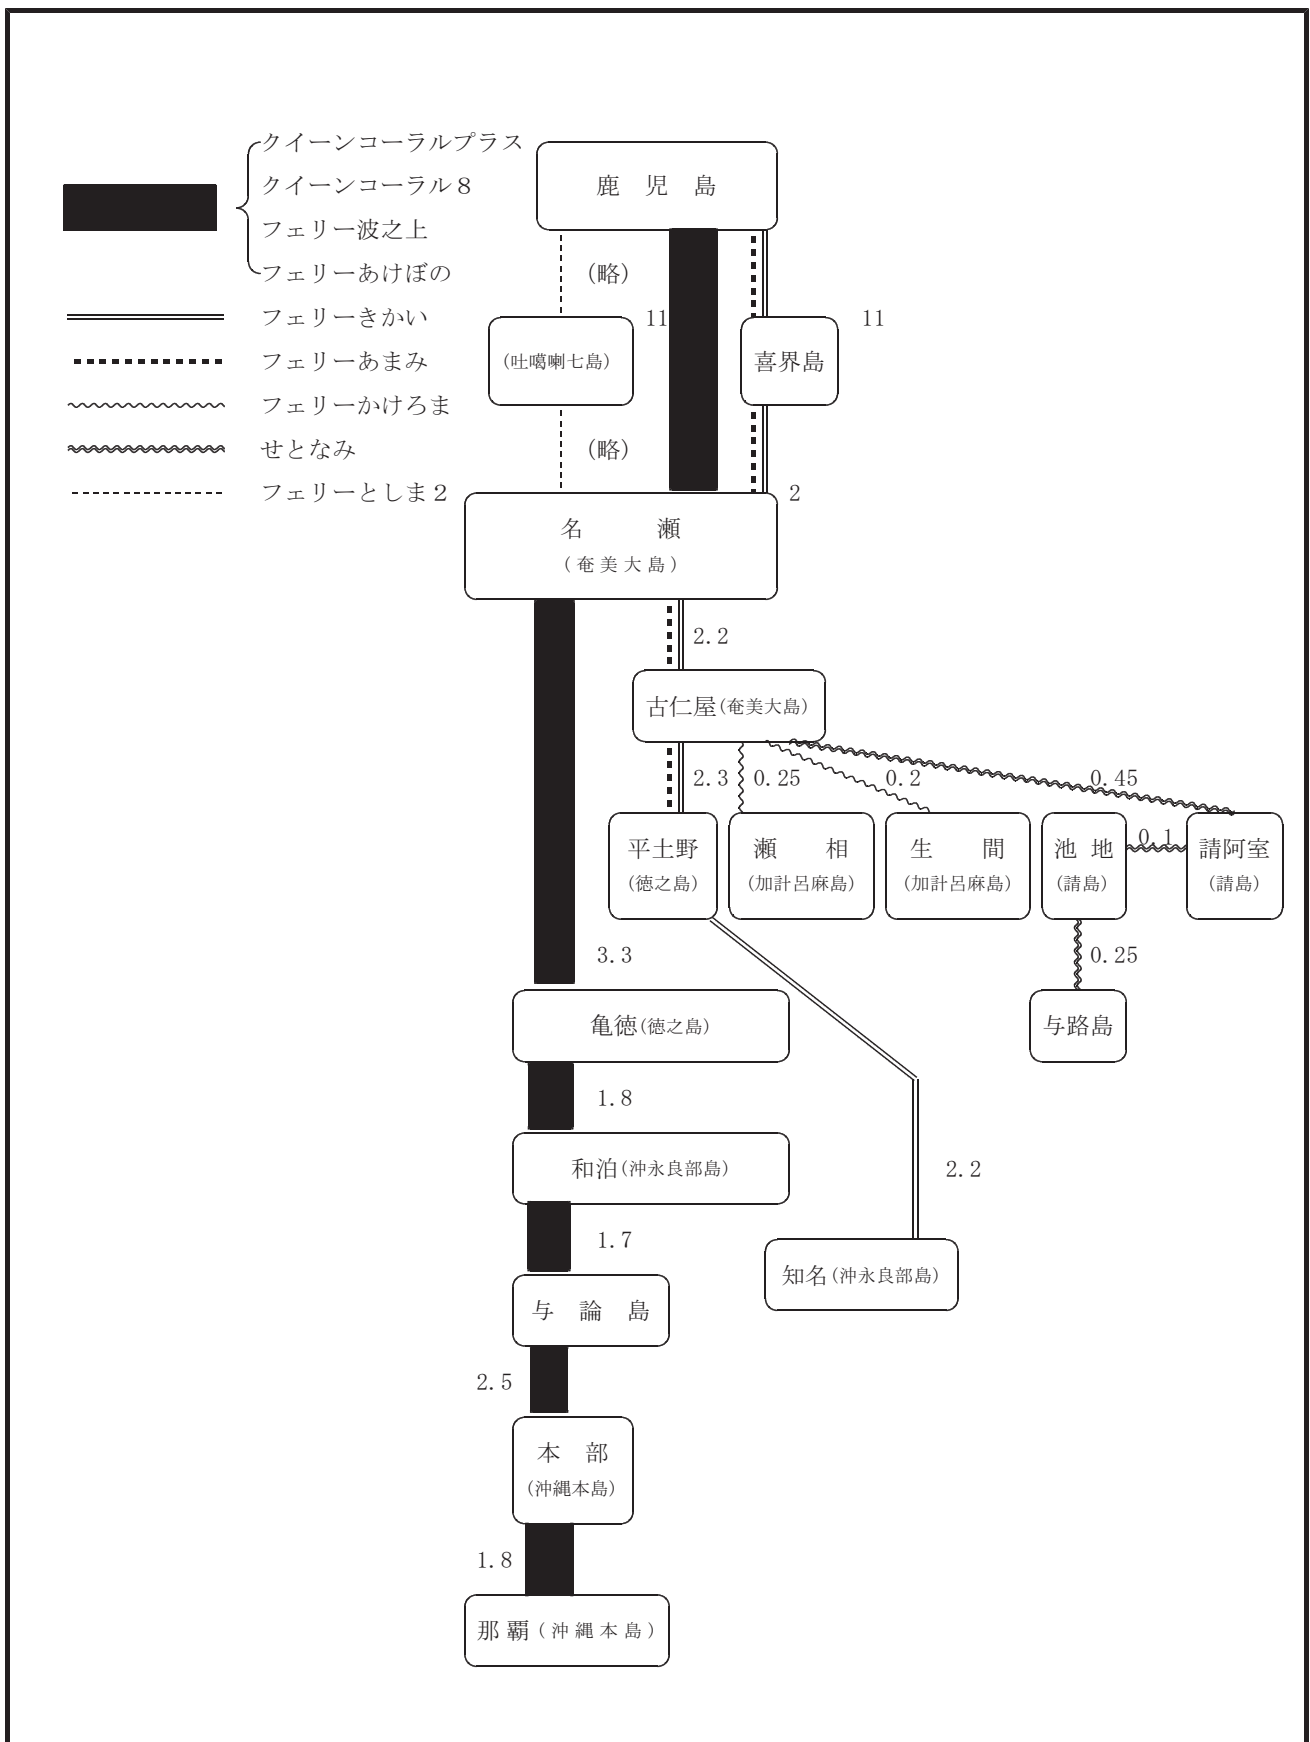 クイーンコーラルプラス
クイーンコーラル８
フェリー波之上
フェリーあけぼの
フェリーきかい
フェリーあまみ
フェリーかけろま
せとなみ
フェリーとしま２
鹿児島
(略)
11
11
(吐噶喇七島)
喜界島
(略)
2
名瀬
(奄美大島)
2.2
古仁屋(奄美大島)
2.3
0.25
0.2
0.45
平土野
(徳之島)
瀬相
(加計呂麻島)
生間
(加計呂麻島)
池地
(請島)
0.1
請阿室
(請島)
3.3
0.25
亀徳(徳之島)
与路島
1.8
和泊(沖永良部島)
2.2
1.7
知名(沖永良部島)
与論島
2.5
本部
(沖縄本島)
1.8
那覇(沖縄本島)